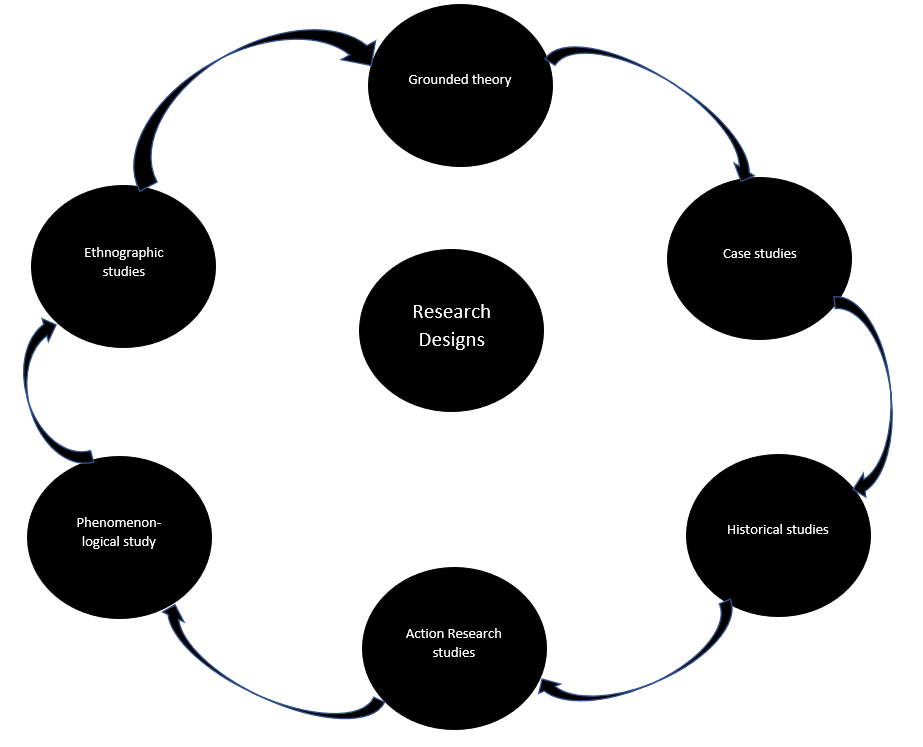 Grounded theory
Ethnographic
studies
Case studies
Research
Designs
Phenomenon-
logical study
Historical studies
Action Research
studies